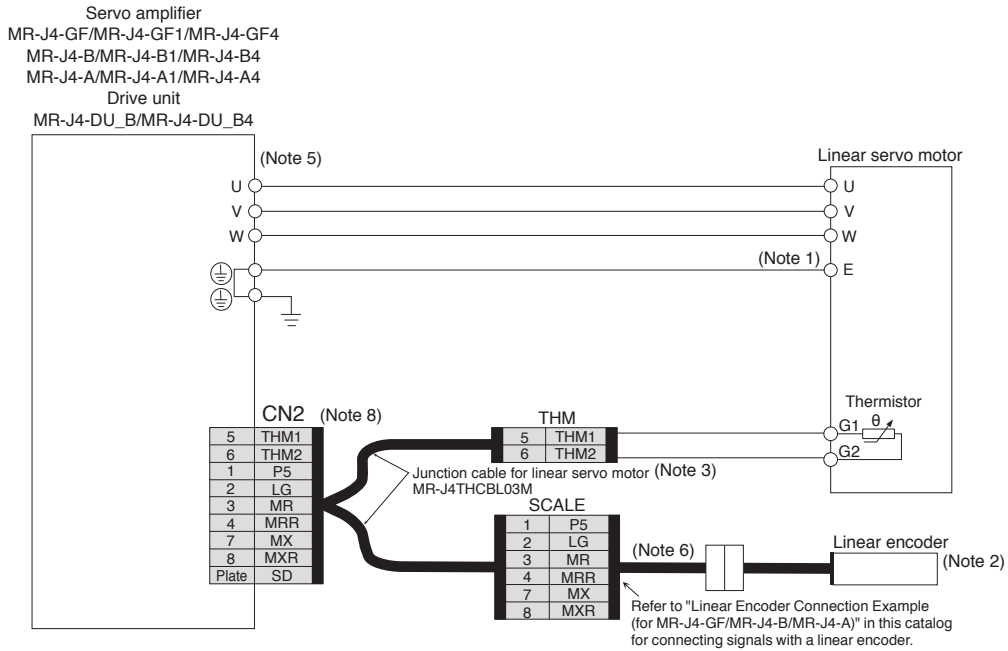 Servo amplifier
MR-J4-GF/MR-J4-GF1/MR-J4-GF4
MR-J4-B/MR-J4-B1/MR-J4-B4
MR-J4-A/MR-J4-A1/MR-J4-A4
Drive unit
MR-J4-DU_B/MR-J4-DU_B4
(Note 5)
Linear servo motor
U
U
V
V
W
W
(Note 1)
E
Thermistor
G1
θ
G2
CN2
(Note 8)
5 THM1
6 THM2
1 P5
2 LG
3 MR
4 MRR
7 MX
8 MXR
Plate SD
THM
5 THM1
6 THM2
Junction cable for linear servo motor (Note 3)
MR-J4THCBL03M
SCALE
1 P5
2 LG
3 MR
4 MRR
7 MX
8 MXR
(Note 6)
Linear encoder
(Note 2)
Refer to "Linear Encoder Connection Example
(for MR-J4-GF/MR-J4-B/MR-J4-A)" in this catalog
for connecting signals with a linear encoder.